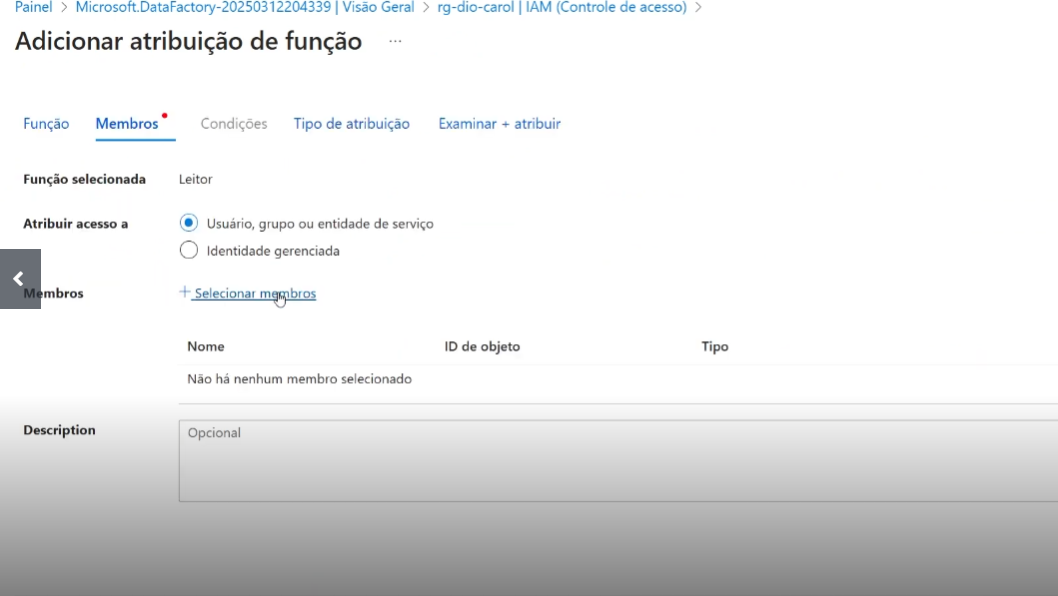 Painel > Microsoft.DataFactory-20250312204339 | Visão Geral > rg-dio-carol | IAM (Controle de acesso) >
Adicionar atribuição de função ...
Função Membros Condições Tipo de atribuição Examinar + atribuir
Função selecionada Leitor
Atribuir acesso a Usuário, grupo ou entidade de serviço
Identidade gerenciada
Membros + Selecionar membros
Nome ID de objeto Tipo
Não há nenhum membro selecionado
Description Opcional